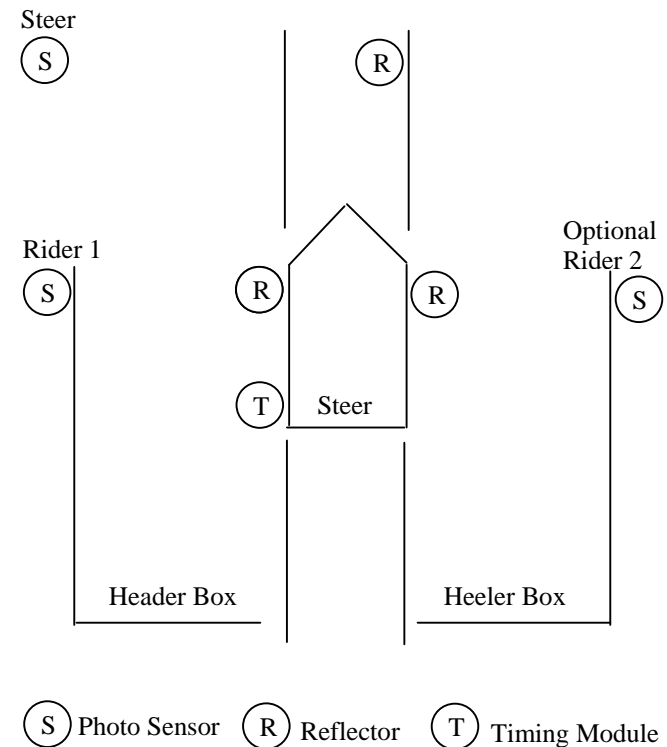 Steer
S
R
Rider 1
Optional
Rider 2
S
R
R
S
T
Steer
Header Box
Heeler Box
S Photo Sensor R Reflector T Timing Module